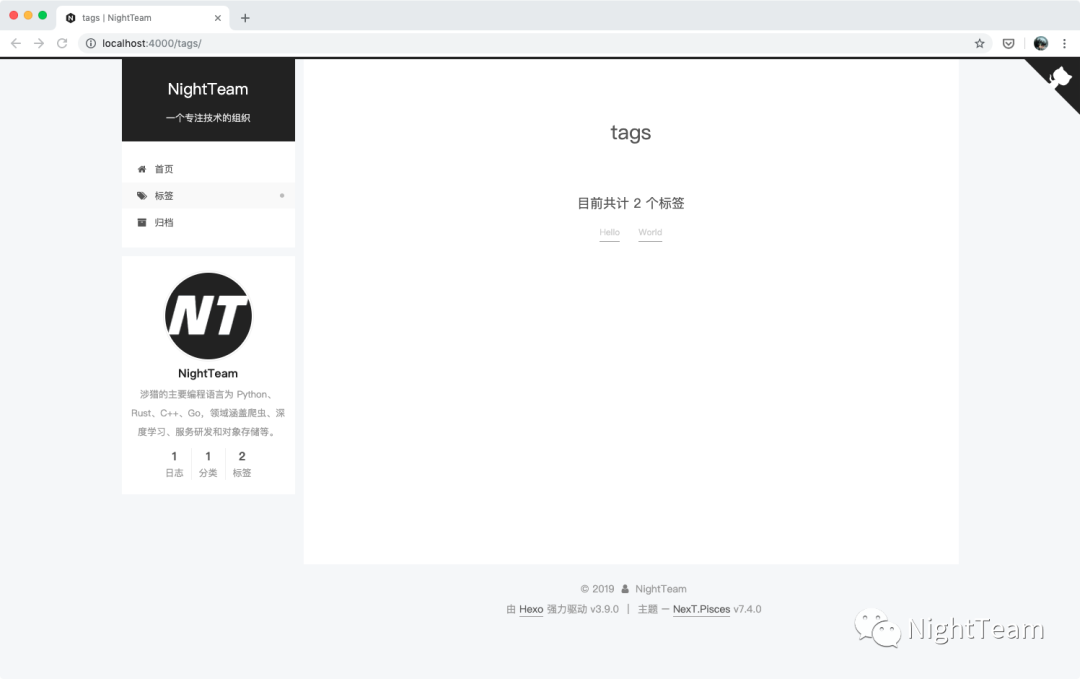 tags | NightTeam
localhost:4000/tags/
NightTeam
一个专注技术的组织
首页
标签
归档
NT
NightTeam
涉猎的主要编程语言为 Python、
Rust、C++、Go，领域涵盖爬虫、深
度学习、服务研发和对象存储等。
1 1 2
日志 分类 标签
tags
目前共计 2 个标签
Hello World
© 2019 NightTeam
由 Hexo 强力驱动 v3.9.0 | 主题 — NexT.Pisces v7.4.0
NightTeam